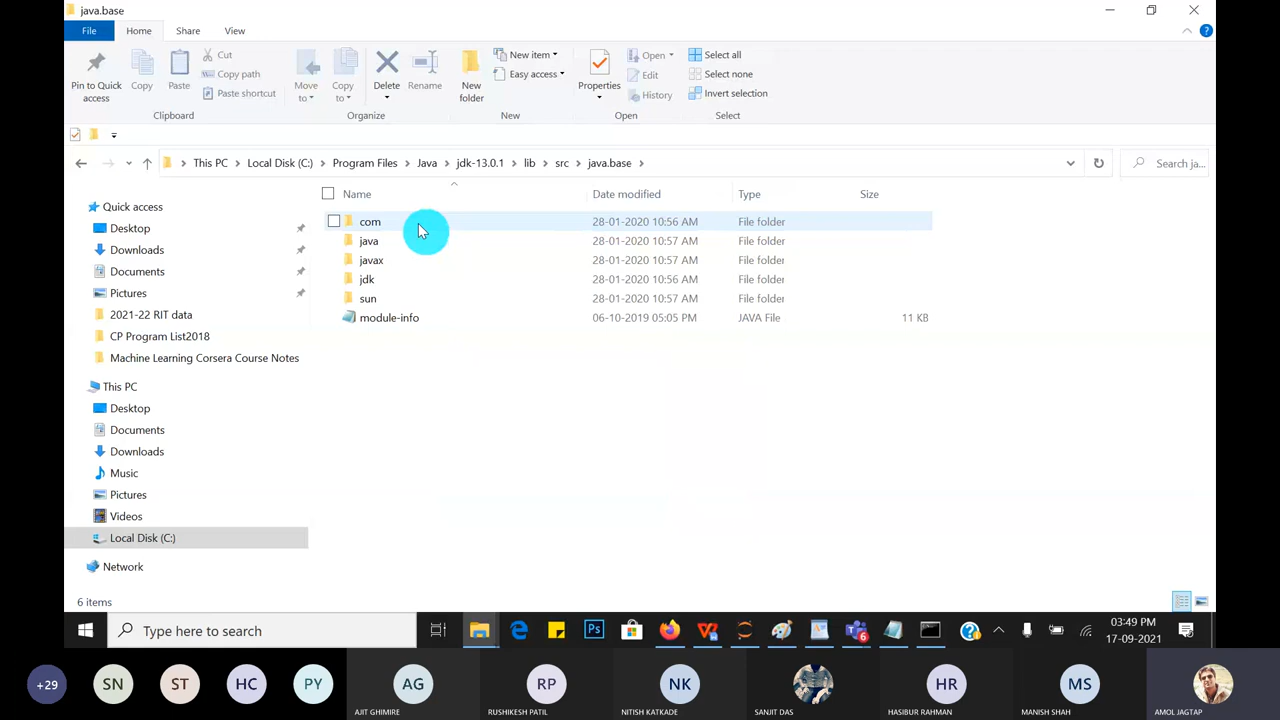 java.base
File
Home
Share
View
Pin to Quick access
Copy
Paste
Cut
Copy path
Paste shortcut
Clipboard
Move to
Copy to
Delete
Rename
Organize
New folder
New item
Easy access
New
Properties
Open
Edit
History
Open
Select all
Select none
Invert selection
Select
This PC › Local Disk (C:) › Program Files › Java › jdk-13.0.1 › lib › src › java.base ›
Search ja...
Name Date modified Type Size
com 28-01-2020 10:56 AM File folder
java 28-01-2020 10:57 AM File folder
javax 28-01-2020 10:57 AM File folder
jdk 28-01-2020 10:56 AM File folder
sun 28-01-2020 10:57 AM File folder
module-info 06-10-2019 05:05 PM JAVA File 11 KB
Quick access
Desktop
Downloads
Documents
Pictures
2021-22 RIT data
CP Program List2018
Machine Learning Corsera Course Notes
This PC
Desktop
Documents
Downloads
Music
Pictures
Videos
Local Disk (C:)
Network
6 items
Type here to search
Ps
6
03:49 PM
17-09-2021
+29
SN
ST
HC
PY
AG
AJIT GHIMIRE
RP
RUSHIKESH PATIL
NK
NITISH KATKADE
SANJIT DAS
HR
HASIBUR RAHMAN
MS
MANISH SHAH
AMOL JAGTAP